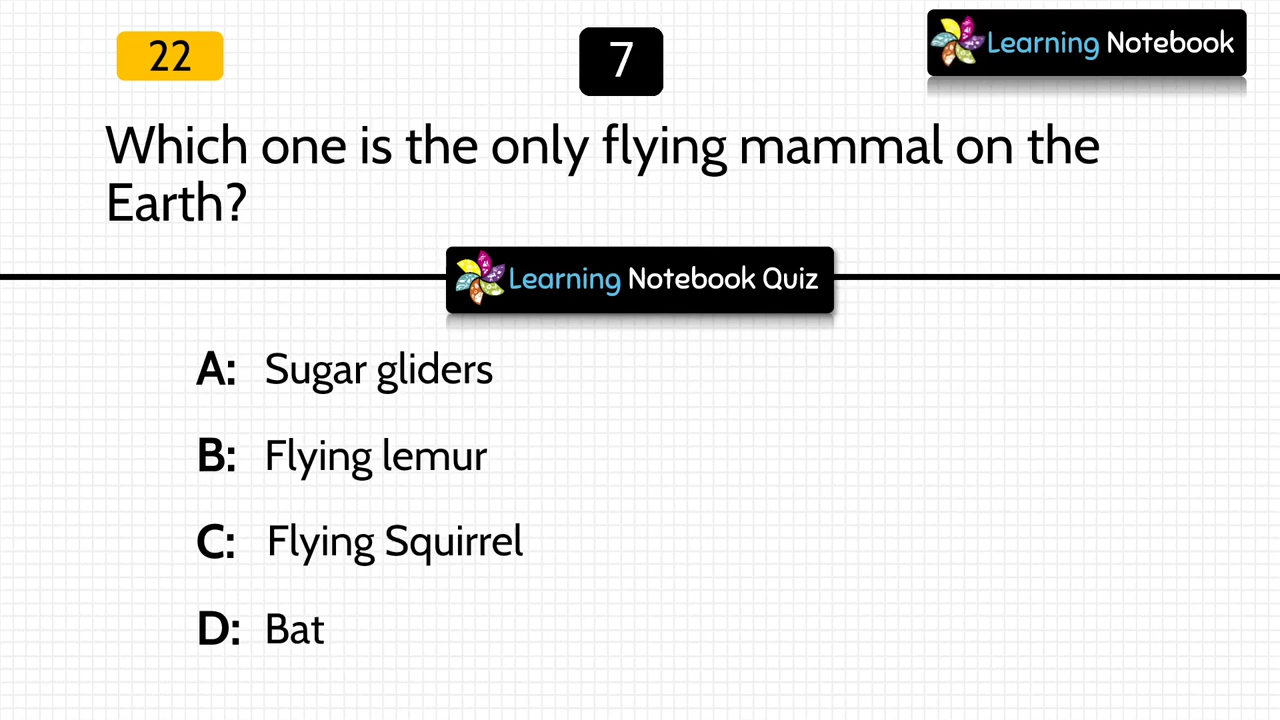 22
7
Learning Notebook
Which one is the only flying mammal on the
Earth?
Learning Notebook Quiz
A: Sugar gliders
B: Flying lemur
C: Flying Squirrel
D: Bat